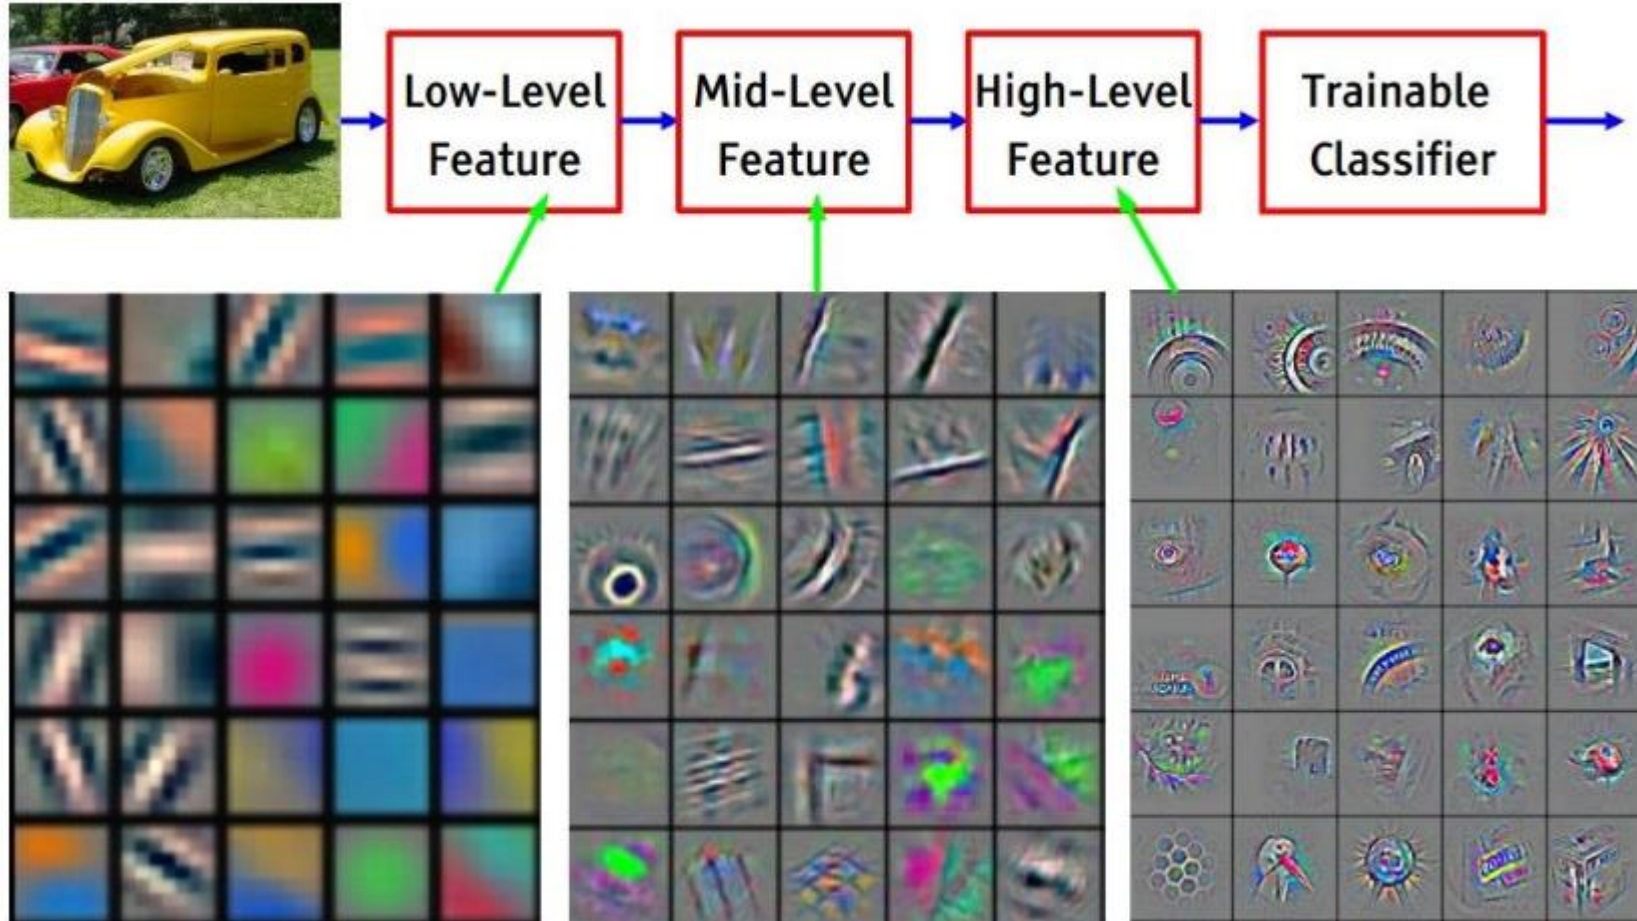 Low-Level
Feature
Mid-Level
Feature
High-Level
Feature
Trainable
Classifier